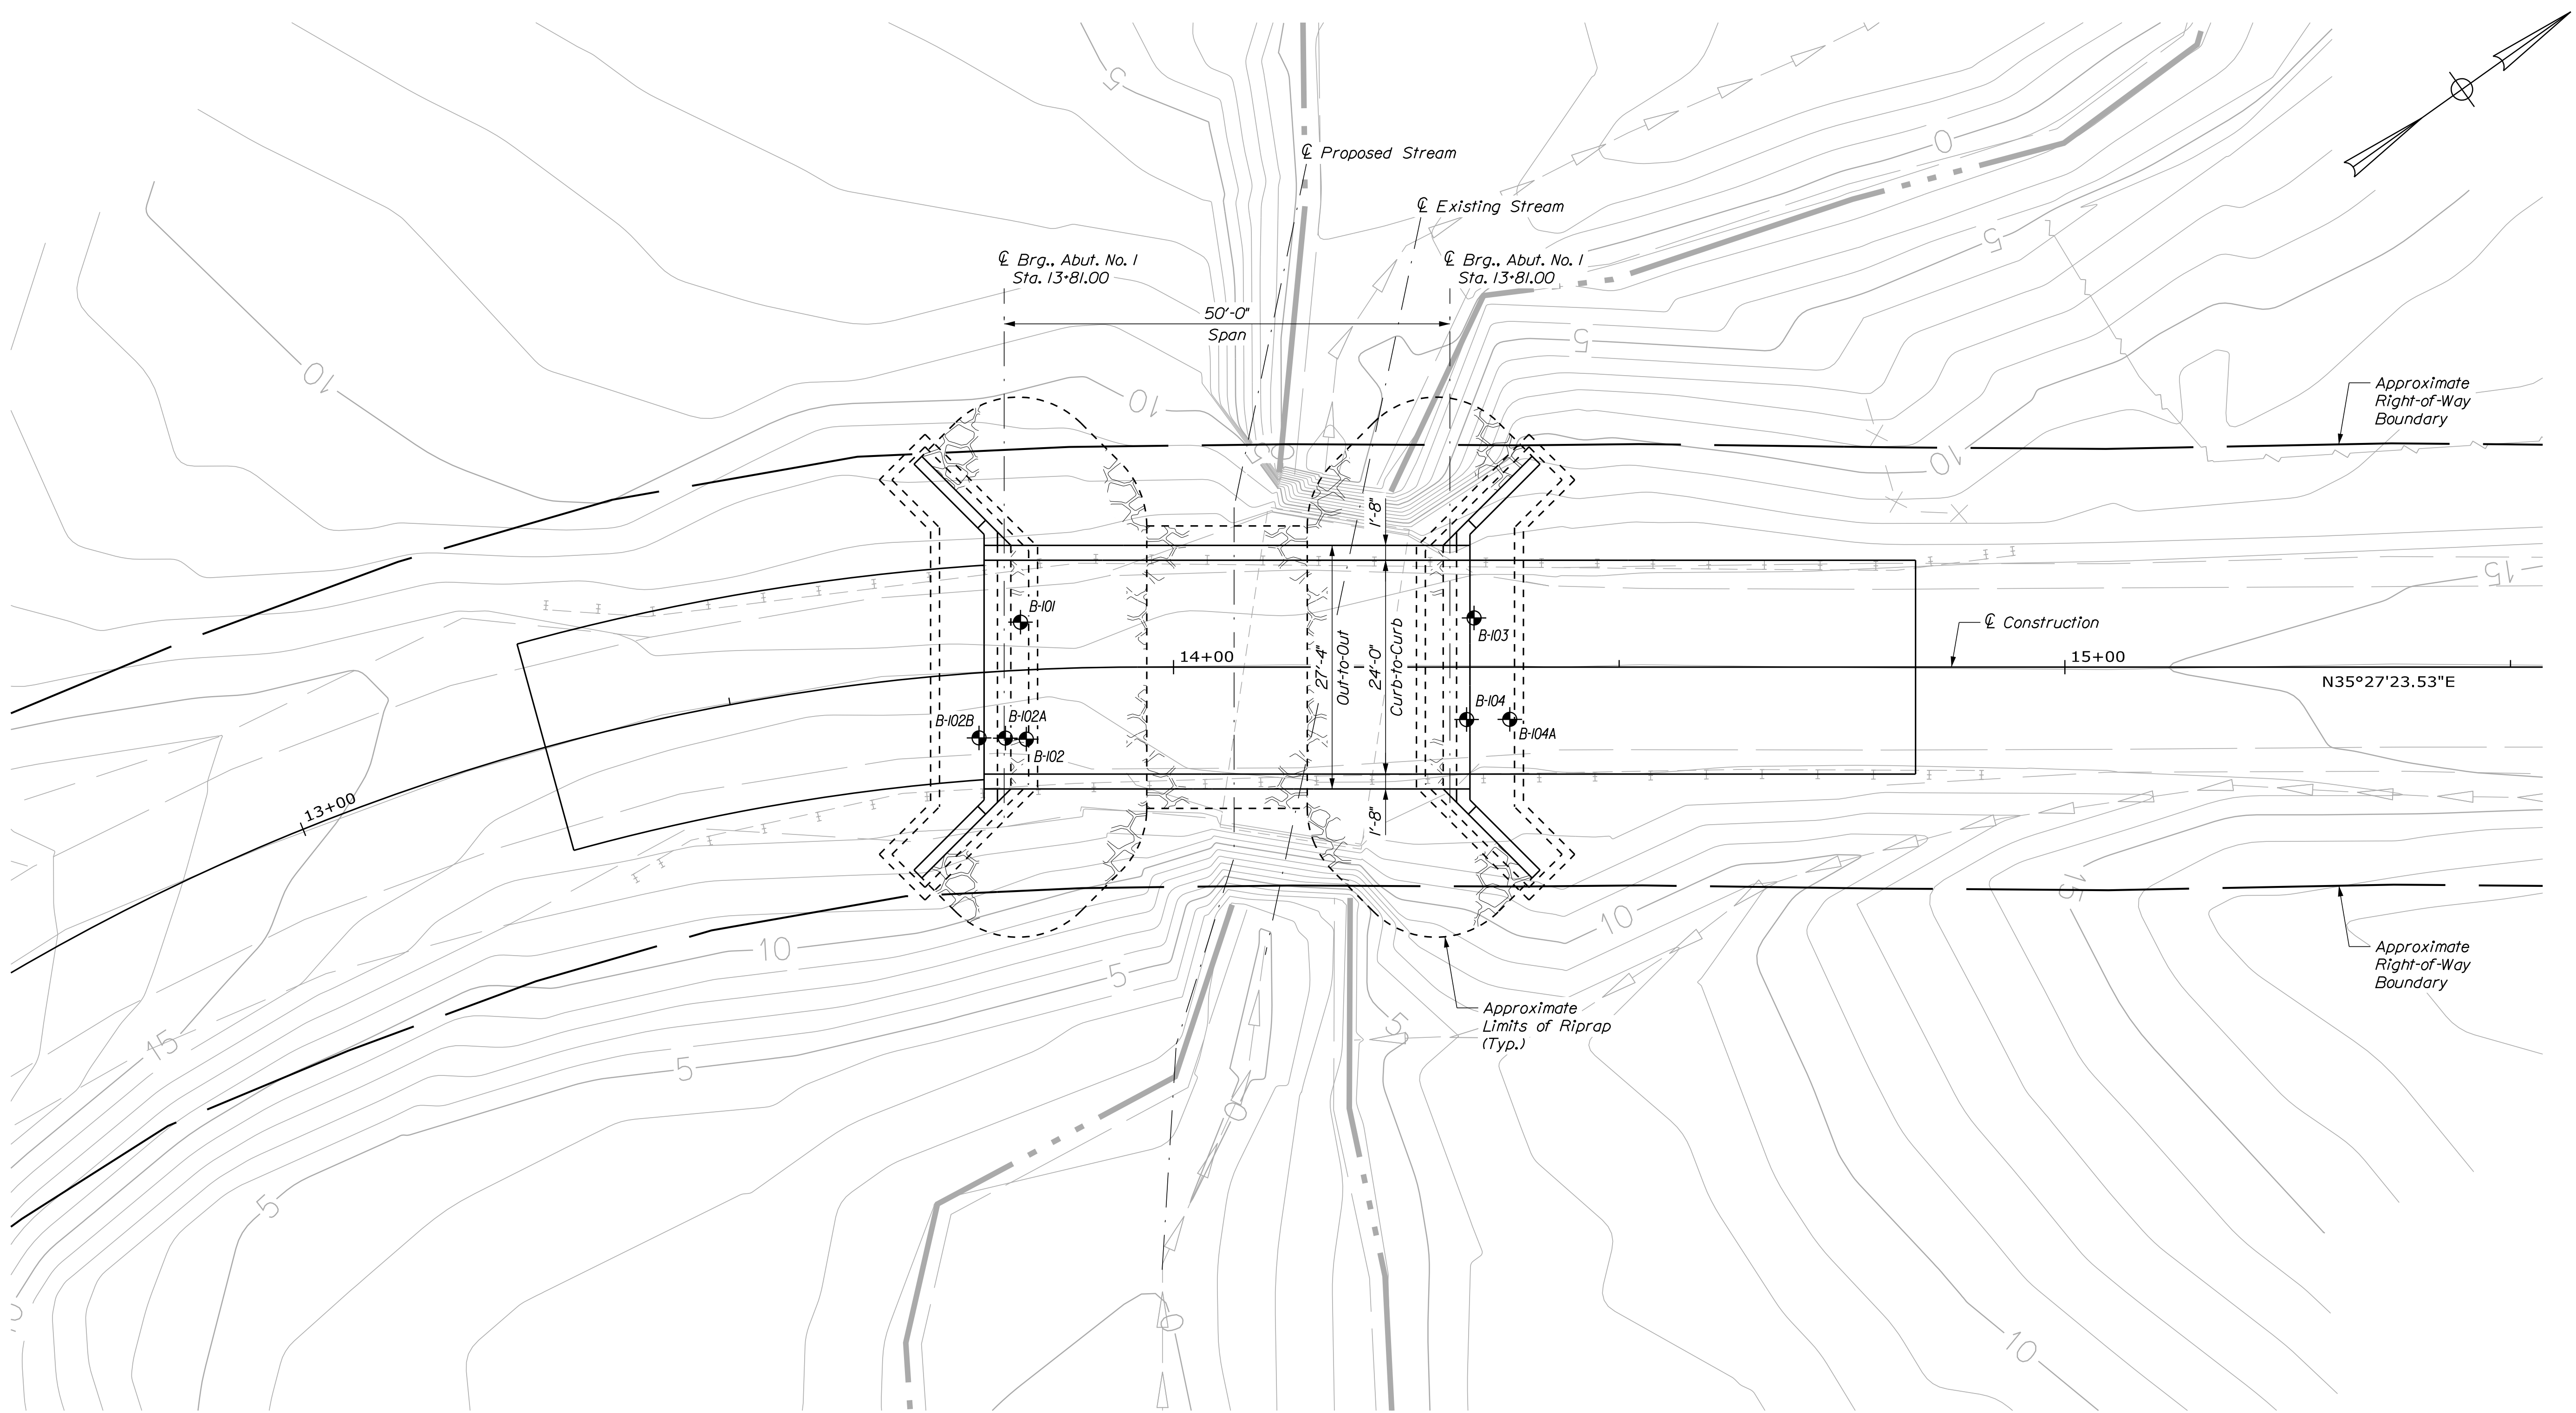 5
℄ Proposed Stream
0
℄ Existing Stream
5
℄ Brg., Abut. No. 1
Sta. 13+81.00
℄ Brg., Abut. No. 1
Sta. 13+81.00
50'-0"
Span
5
10
10
Approximate
Right-of-Way
Boundary
5
0
10
1'-8"
15
B-101
B-103
℄ Construction
14+00
15+00
N35°27'23.53"E
27'-4"
Out-to-Out
24'-0"
Curb-to-Curb
B-102B
B-102A
B-102
B-104
B-104A
13+00
1'-8"
15
10
10
5
Approximate
Right-of-Way
Boundary
Approximate
Limits of Riprap
(Typ.)
5
15
5
0
5
0
10